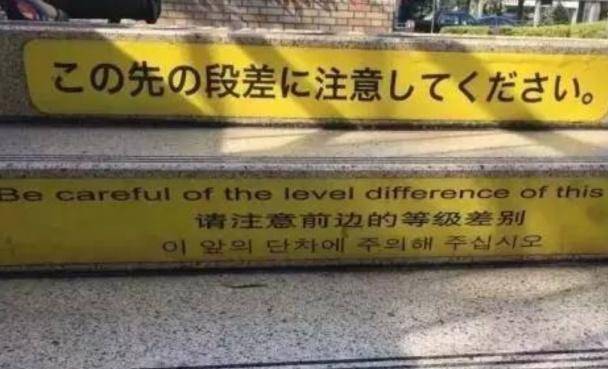 この先の段差に注意してください。
Be careful of the level difference of this
请注意前边的等级差别
이 앞의 단차에 주의해 주십시오